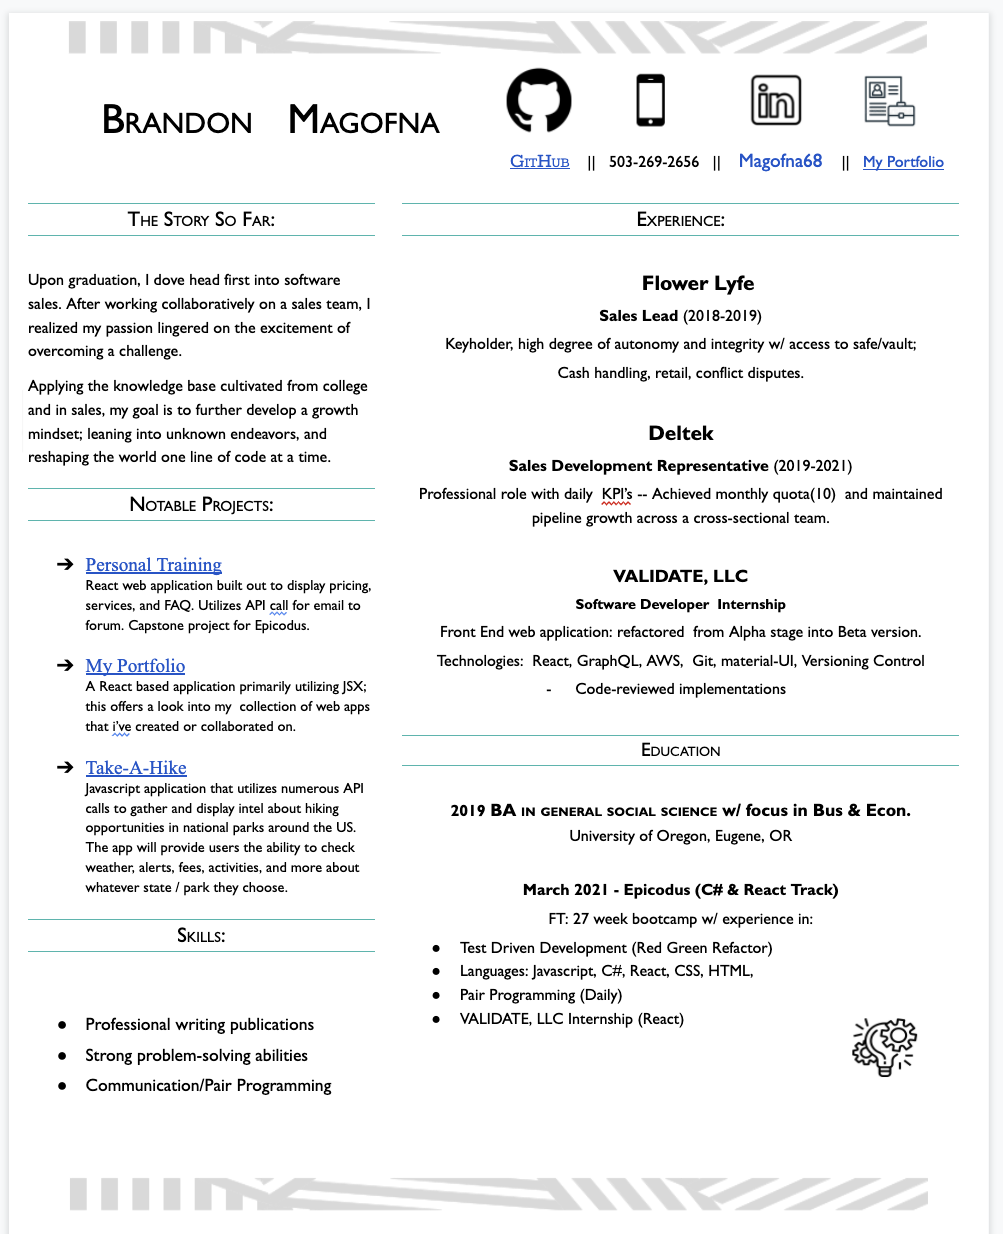 Brandon Magofna
in
GitHub || 503-269-2656 || Magofna68 || My Portfolio
The Story So Far:
Upon graduation, I dove head first into software
sales. After working collaboratively on a sales team, I
realized my passion lingered on the excitement of
overcoming a challenge.
Applying the knowledge base cultivated from college
and in sales, my goal is to further develop a growth
mindset; leaning into unknown endeavors, and
reshaping the world one line of code at a time.
Notable Projects:
➔ Personal Training
React web application built out to display pricing,
services, and FAQ. Utilizes API call for email to
forum. Capstone project for Epicodus.
➔ My Portfolio
A React based application primarily utilizing JSX;
this offers a look into my collection of web apps
that i've created or collaborated on.
➔ Take-A-Hike
Javascript application that utilizes numerous API
calls to gather and display intel about hiking
opportunities in national parks around the US.
The app will provide users the ability to check
weather, alerts, fees, activities, and more about
whatever state / park they choose.
Skills:
● Professional writing publications
● Strong problem-solving abilities
● Communication/Pair Programming
Experience:
Flower Lyfe
Sales Lead (2018-2019)
Keyholder, high degree of autonomy and integrity w/ access to safe/vault;
Cash handling, retail, conflict disputes.
Deltek
Sales Development Representative (2019-2021)
Professional role with daily KPI's -- Achieved monthly quota(10) and maintained
pipeline growth across a cross-sectional team.
VALIDATE, LLC
Software Developer Internship
Front End web application: refactored from Alpha stage into Beta version.
Technologies: React, GraphQL, AWS, Git, material-UI, Versioning Control
- Code-reviewed implementations
Education
2019 BA in general social science w/ focus in Bus & Econ.
University of Oregon, Eugene, OR
March 2021 - Epicodus (C# & React Track)
FT: 27 week bootcamp w/ experience in:
● Test Driven Development (Red Green Refactor)
● Languages: Javascript, C#, React, CSS, HTML,
● Pair Programming (Daily)
● VALIDATE, LLC Internship (React)